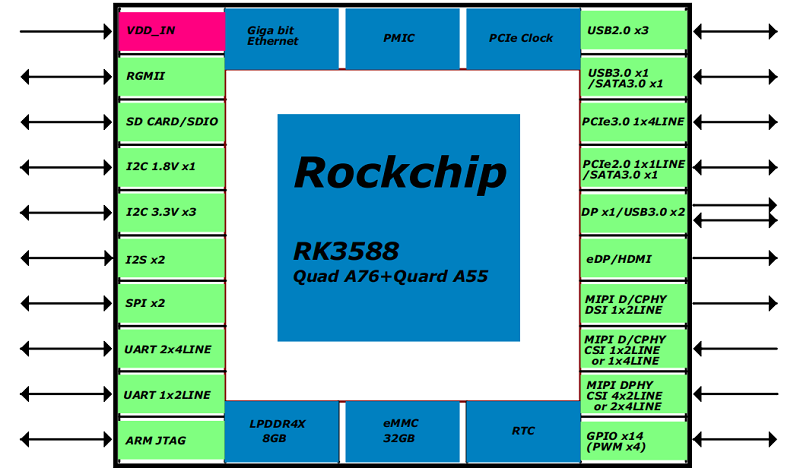 VDD_IN
Giga bit
Ethernet
PMIC
PCIe Clock
USB2.0 x3
RGMII
USB3.0 x1
/SATA3.0 x1
SD CARD/SDIO
PCIe3.0 1x4LINE
I2C 1.8V x1
PCIe2.0 1x1LINE
/SATA3.0 x1
I2C 3.3V x3
DP x1/USB3.0 x2
I2S x2
eDP/HDMI
SPI x2
MIPI D/CPHY
DSI 1x2LINE
UART 2x4LINE
MIPI D/CPHY
CSI 1x2LINE
or 1x4LINE
UART 1x2LINE
MIPI DPHY
CSI 4x2LINE
or 2x4LINE
ARM JTAG
GPIO x14
(PWM x4)
Rockchip
RK3588
Quad A76+Quard A55
LPDDR4X
8GB
eMMC
32GB
RTC